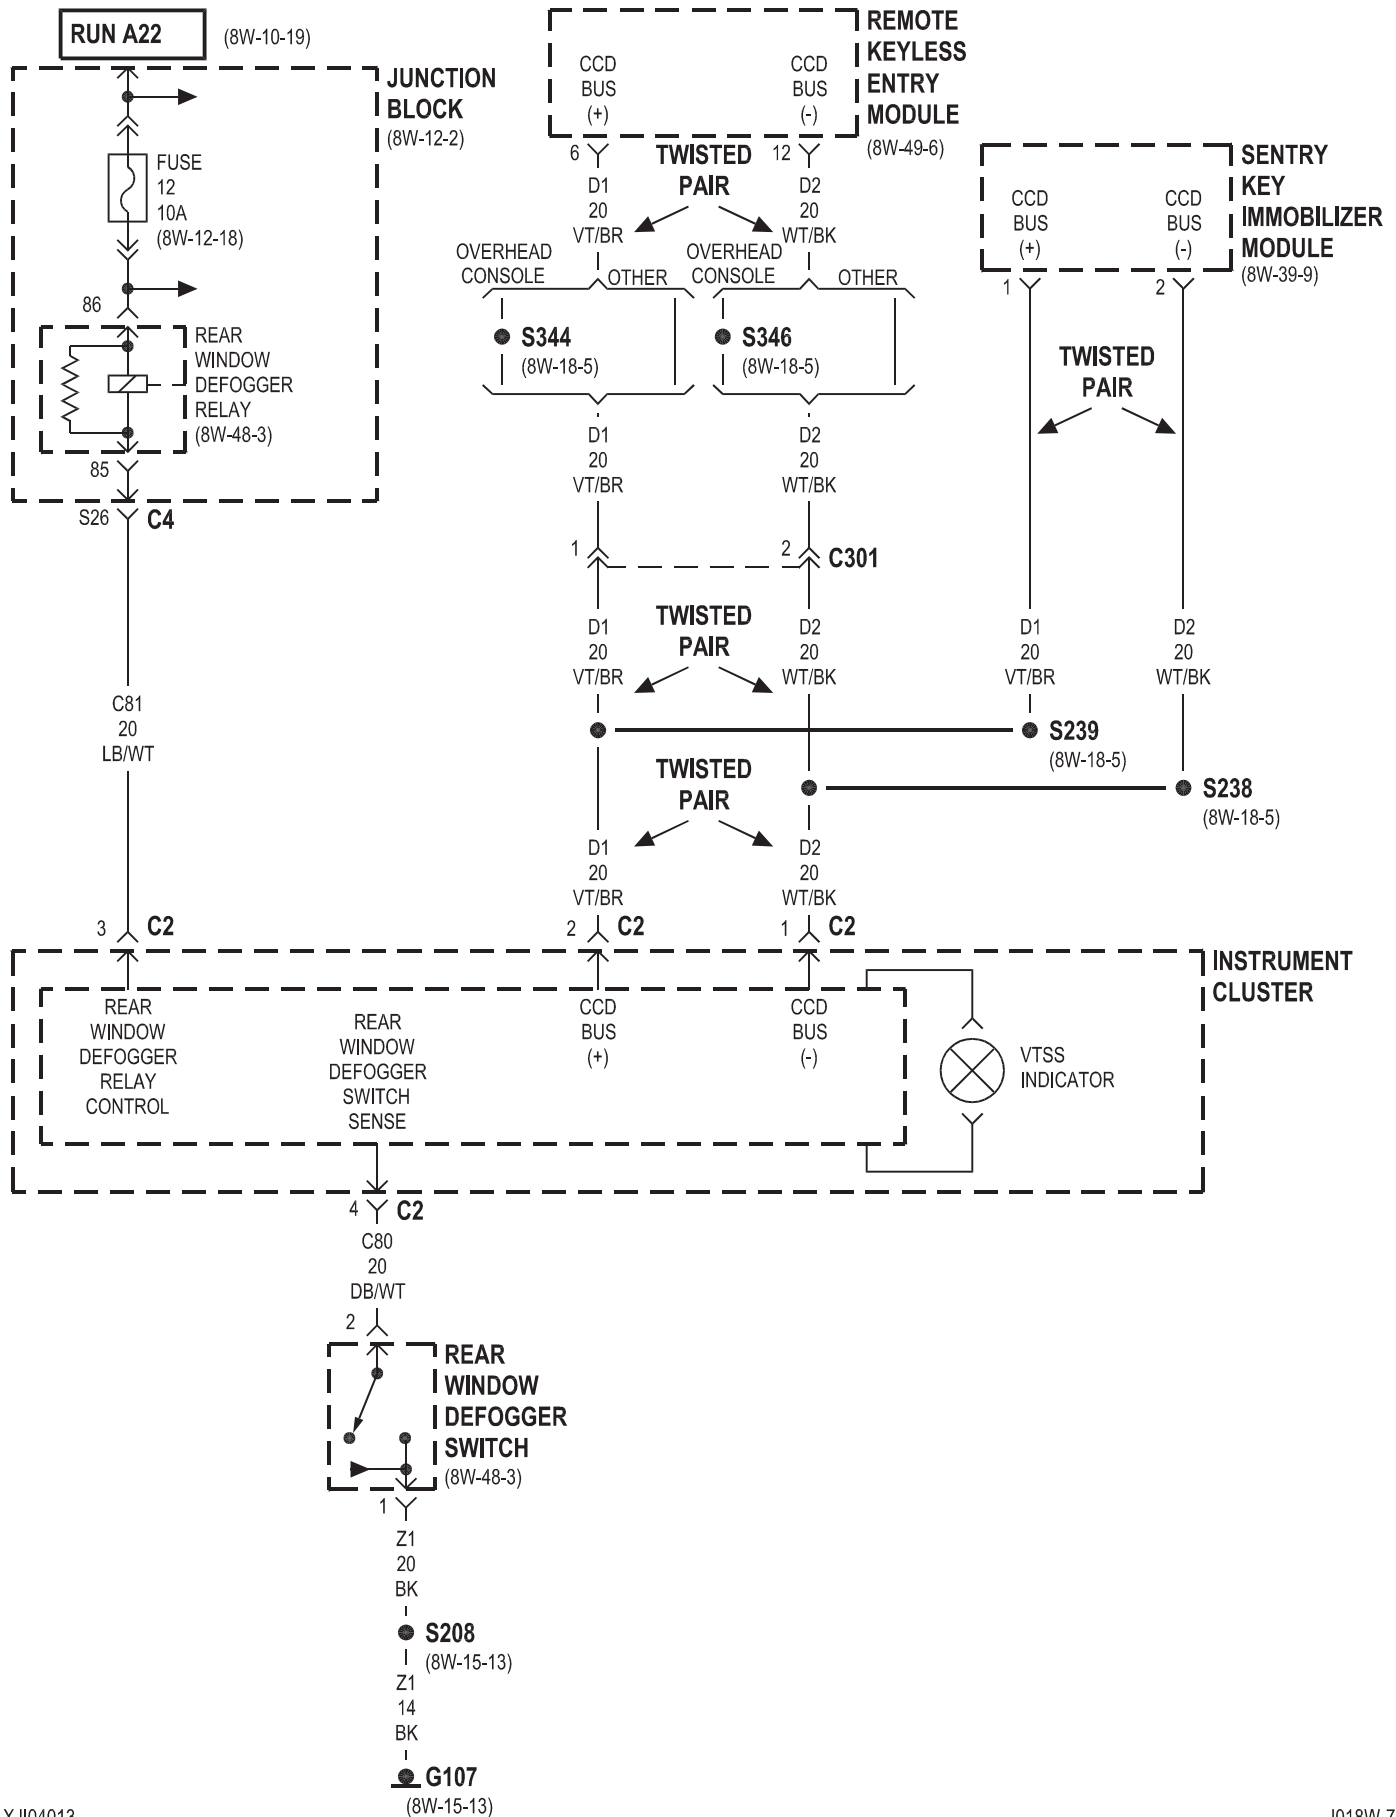 RUN A22
(8W-10-19)
JUNCTION
BLOCK
(8W-12-2)
FUSE
12
10A
(8W-12-18)
86
REAR
WINDOW
DEFOGGER
RELAY
(8W-48-3)
85
S26
C4
C81
20
LB/WT
3
C2
REMOTE
KEYLESS
ENTRY
MODULE
(8W-49-6)
CCD
BUS
(+)
CCD
BUS
(-)
6
12
TWISTED
PAIR
D1
20
VT/BR
D2
20
WT/BK
OVERHEAD
CONSOLE
OTHER
OVERHEAD
CONSOLE
OTHER
S344
(8W-18-5)
S346
(8W-18-5)
D1
20
VT/BR
D2
20
WT/BK
1
2
C301
TWISTED
PAIR
D1
20
VT/BR
D2
20
WT/BK
SENTRY
KEY
IMMOBILIZER
MODULE
(8W-39-9)
CCD
BUS
(+)
CCD
BUS
(-)
1
2
TWISTED
PAIR
D1
20
VT/BR
D2
20
WT/BK
S239
(8W-18-5)
S238
(8W-18-5)
TWISTED
PAIR
D1
20
VT/BR
D2
20
WT/BK
2
C2
1
C2
INSTRUMENT
CLUSTER
REAR
WINDOW
DEFOGGER
RELAY
CONTROL
REAR
WINDOW
DEFOGGER
SWITCH
SENSE
CCD
BUS
(+)
CCD
BUS
(-)
VTSS
INDICATOR
4
C2
C80
20
DB/WT
2
REAR
WINDOW
DEFOGGER
SWITCH
(8W-48-3)
1
Z1
20
BK
S208
(8W-15-13)
Z1
14
BK
G107
(8W-15-13)